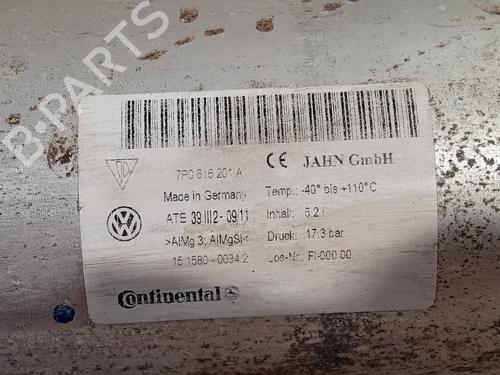 B-PARTS
7P0 616 201 A
CE JAHN GmbH
Made in Germany
Temp.: -40° bis +110°C
ATE 39 III2-09/11
Inhalt: 6.2 l
>AlMg 3; AlMgSi<
Druck: 17.3 bar
15.1580-0034.2
Los-Nr.: FI-000 00
Continental